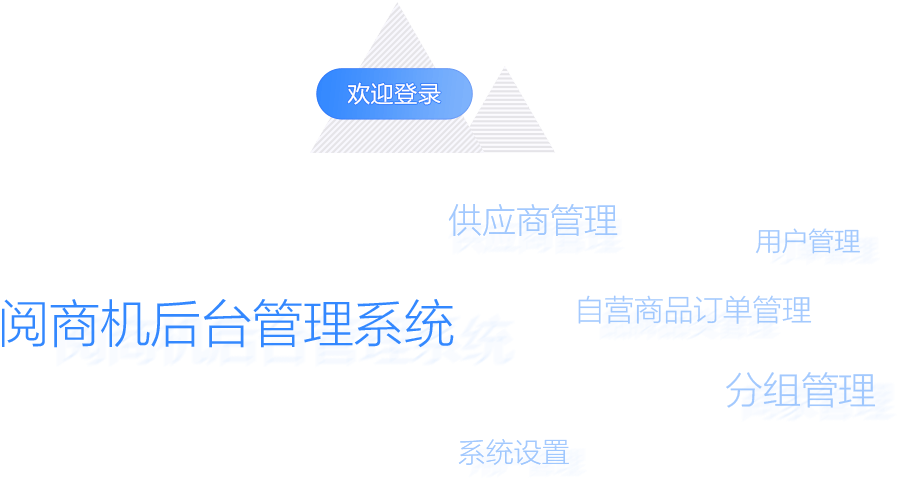 欢迎登录
供应商管理
用户管理
阅商机后台管理系统
自营商品订单管理
分组管理
系统设置